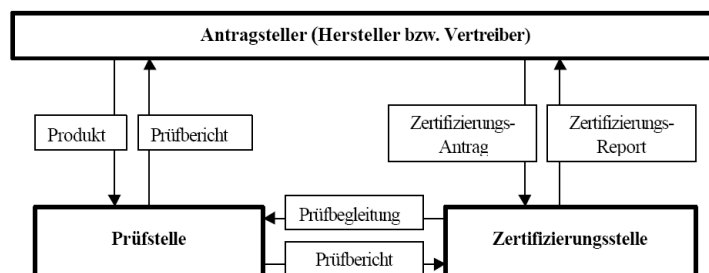 Antragsteller (Hersteller bzw. Vertreiber)
Produkt
Prüfbericht
Zertifizierungs-
Antrag
Zertifizierungs-
Report
Prüfbegleitung
Prüfstelle
Zertifizierungsstelle
Prüfbericht